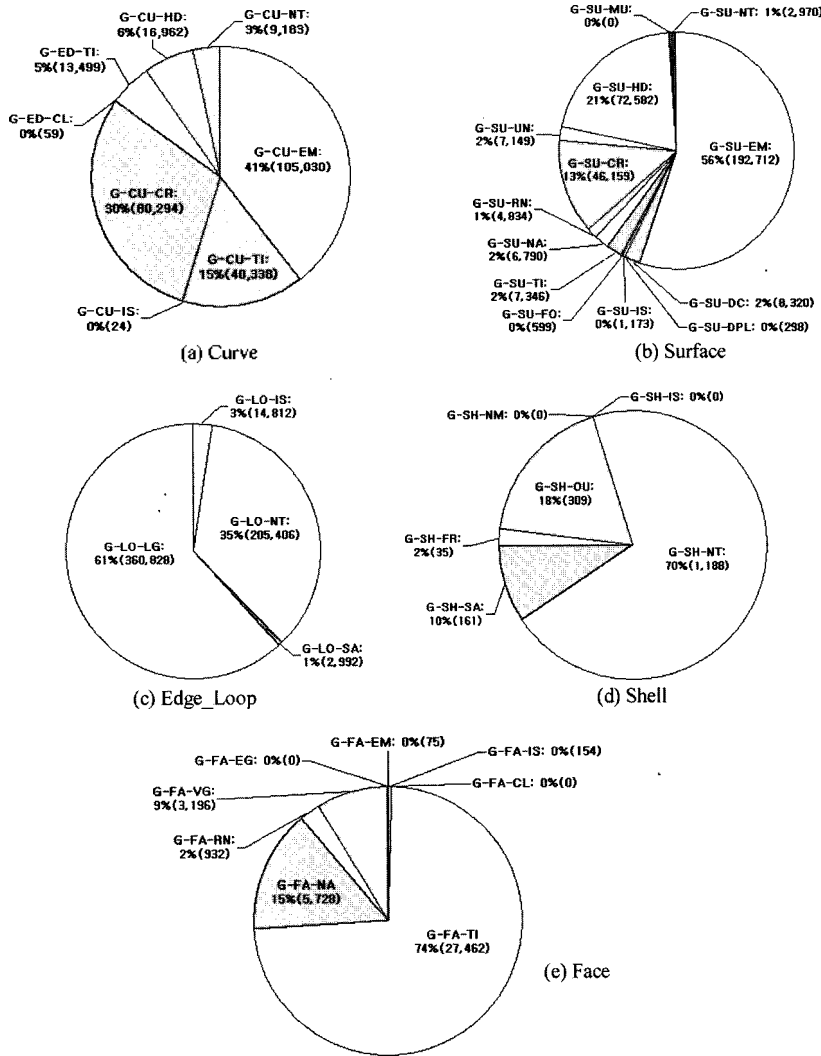 G-CU-HD:
6%(16,962)
G-CU-NT:
3%(9,183)
G-ED-TI:
5%(13,499)
G-ED-CL:
0%(59)
G-CU-EM:
41%(105,030)
G-CU-CR:
30%(80,294)
G-CU-TI:
15%(40,338)
G-CU-IS:
0%(24)
(a) Curve
G-SU-MU:
0%(0)
G-SU-NT: 1%(2,970)
G-SU-HD:
21%(72,582)
G-SU-UN:
2%(7,149)
G-SU-EM:
56%(192,712)
G-SU-CR:
13%(46,159)
G-SU-RN:
1%(4,834)
G-SU-NA:
2%(6,790)
G-SU-TI:
2%(7,346)
G-SU-FO:
0%(599)
G-SU-IS:
0%(1,173)
G-SU-DC: 2%(8,320)
G-SU-DPL: 0%(298)
(b) Surface
G-LO-IS:
3%(14,812)
G-LO-NT:
35%(205,406)
G-LO-LG:
61%(360,828)
G-LO-SA:
1%(2,992)
(c) Edge_Loop
G-SH-IS: 0%(0)
G-SH-NM: 0%(0)
G-SH-OU:
18%(309)
G-SH-FR:
2%(35)
G-SH-NT:
70%(1,188)
G-SH-SA:
10%(161)
(d) Shell
G-FA-EM: 0%(75)
G-FA-IS: 0%(154)
G-FA-EG: 0%(0)
G-FA-CL: 0%(0)
G-FA-VG:
9%(3,196)
G-FA-RN:
2%(932)
G-FA-NA
15%(5,728)
G-FA-TI
74%(27,462)
(e) Face